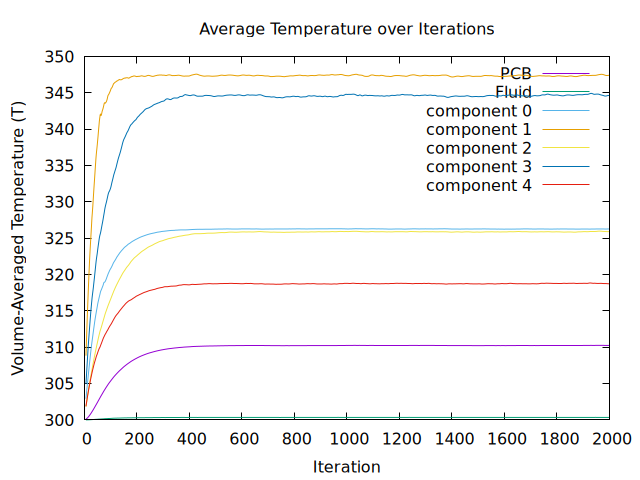 Average Temperature over Iterations
Volume-Averaged Temperature (T)
350
345
340
335
330
325
320
315
310
305
300
PCB
Fluid
component 0
component 1
component 2
component 3
component 4
0 200 400 600 800 1000 1200 1400 1600 1800 2000
Iteration